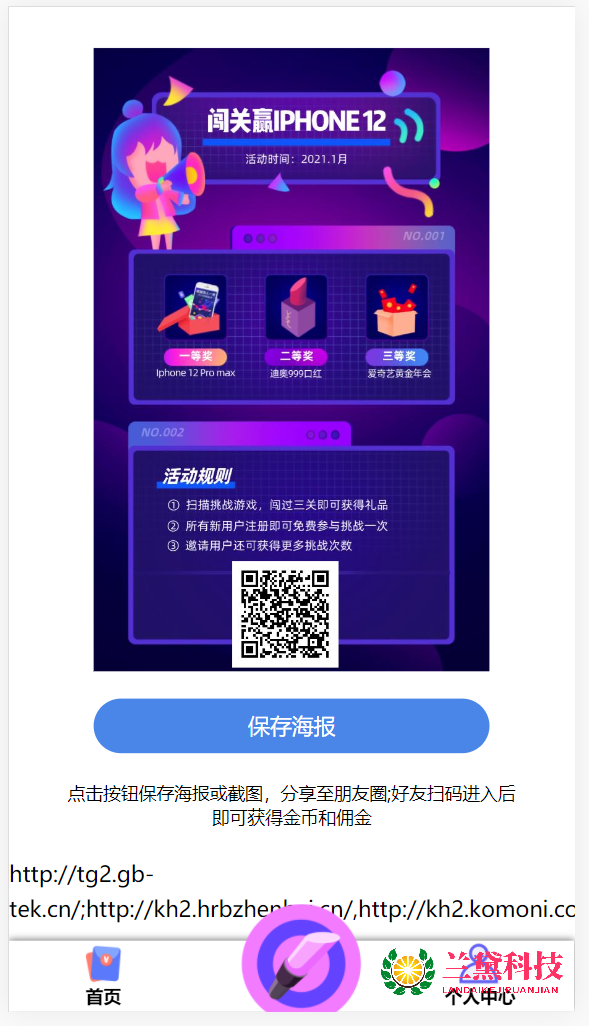 闯关赢IPHONE 12
活动时间：2021.1月
NO.001
一等奖
二等奖
三等奖
Iphone 12 Pro max
迪奥999口红
爱奇艺黄金年会
NO.002
活动规则
① 扫描挑战游戏，闯过三关即可获得礼品
② 所有新用户注册即可免费参与挑战一次
③ 邀请用户还可获得更多挑战次数
保存海报
点击按钮保存海报或截图，分享至朋友圈;好友扫码进入后
即可获得金币和佣金
http://tg2.gb-
tek.cn/;http://kh2.hrbzhenhai.cn/,http://kh2.komoni.co
首页
个人中心
兰黛科技
LANDAIKEJIRUANJIAN